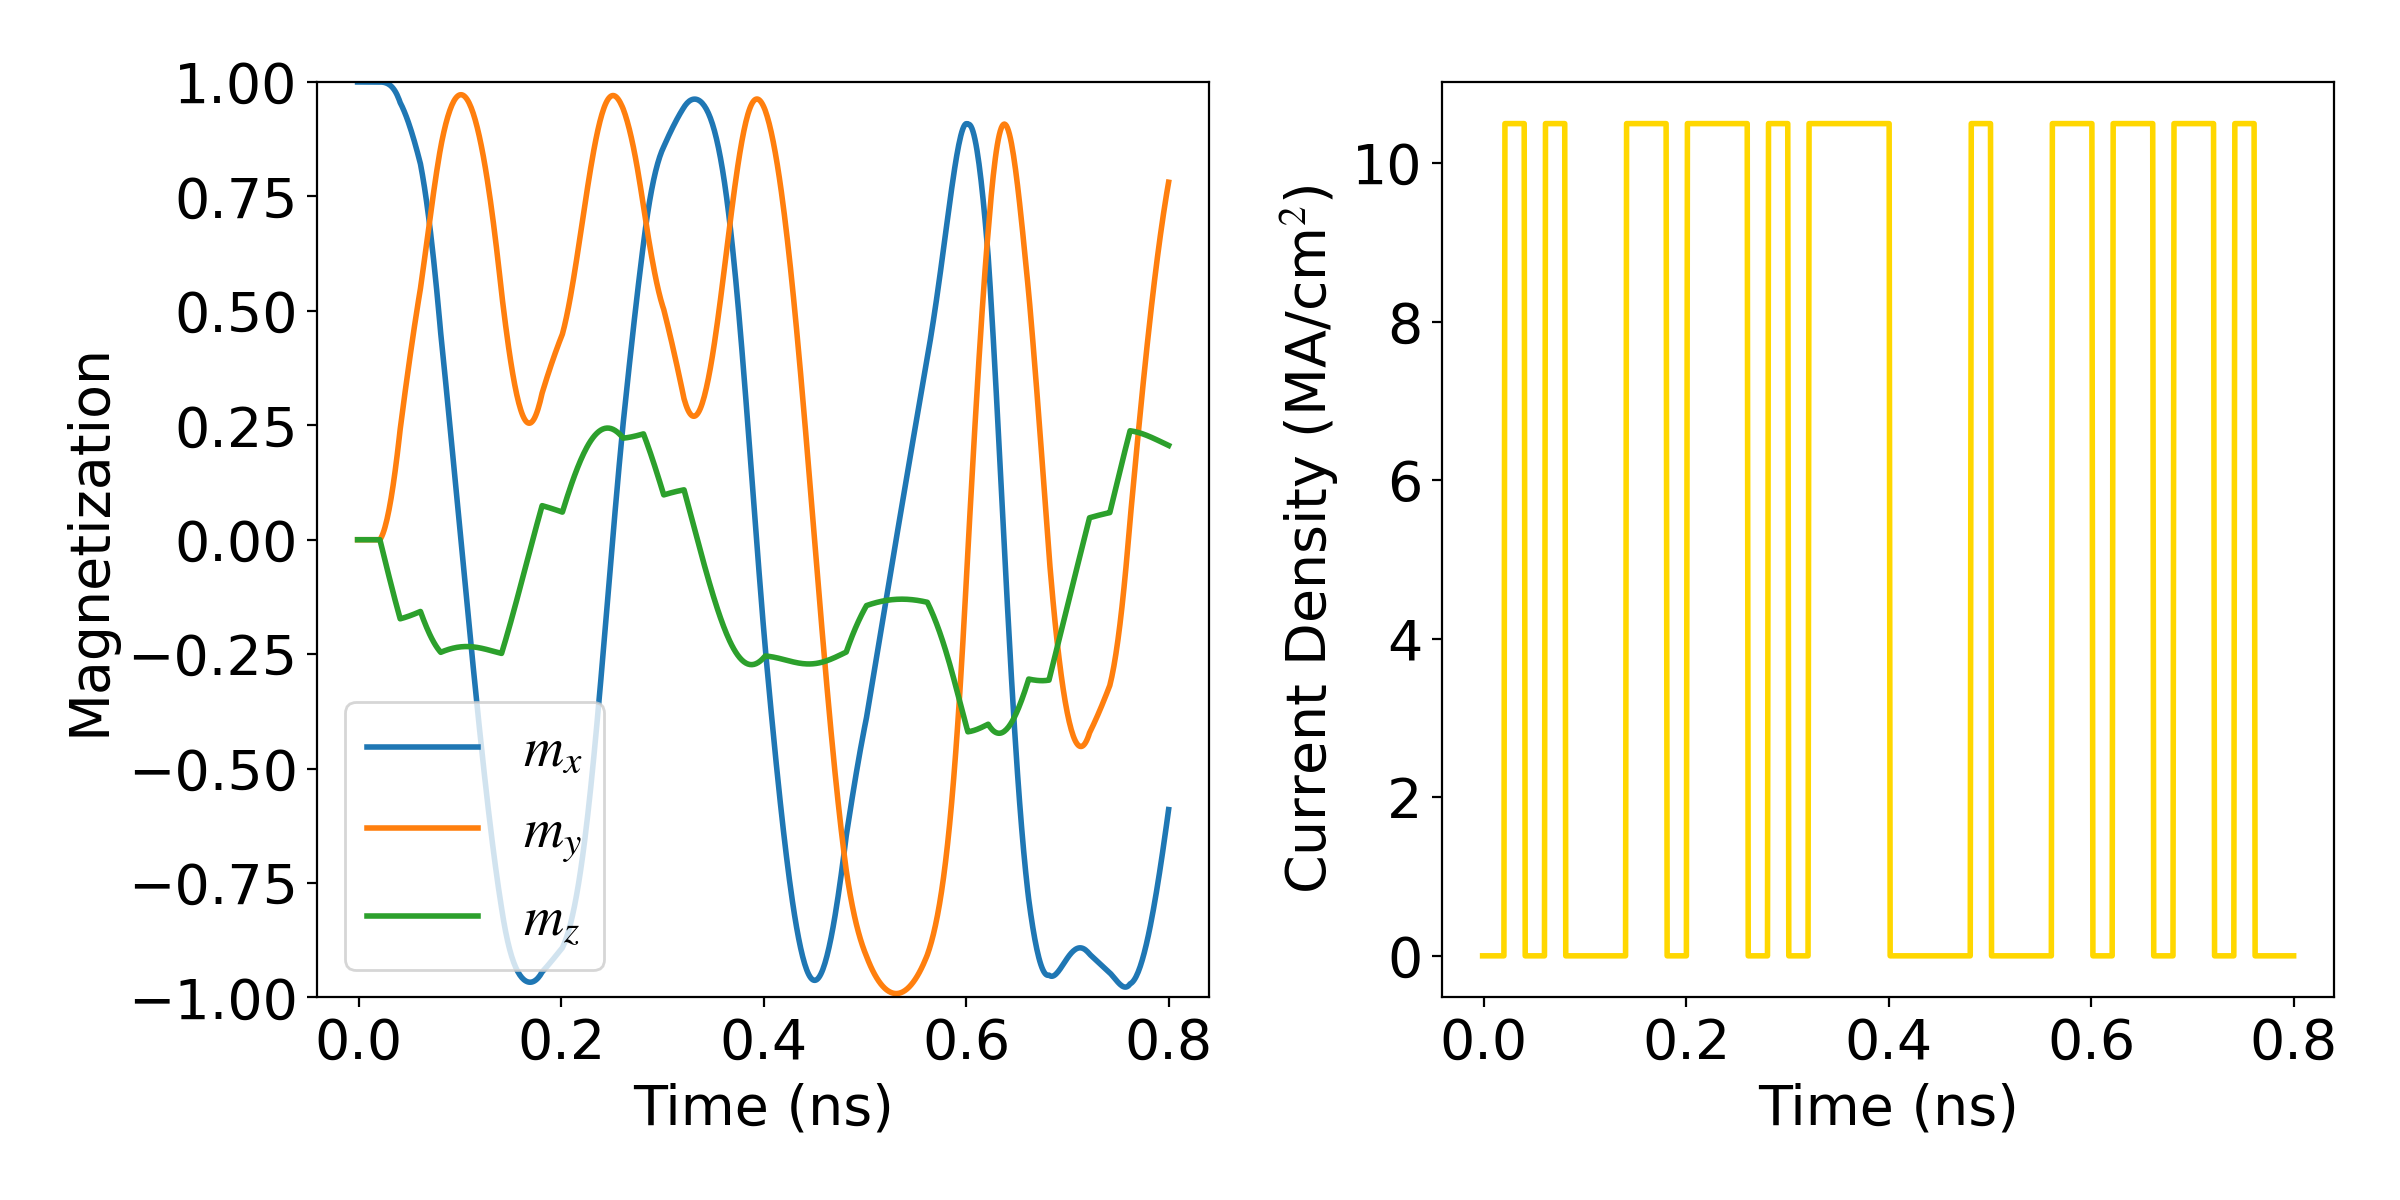 Magnetization
1.00
0.75
0.50
0.25
0.00
−0.25
−0.50
−0.75
−1.00
m_x
m_y
m_z
0.0 0.2 0.4 0.6 0.8
Time (ns)
Current Density (MA/cm²)
10
8
6
4
2
0
0.0 0.2 0.4 0.6 0.8
Time (ns)